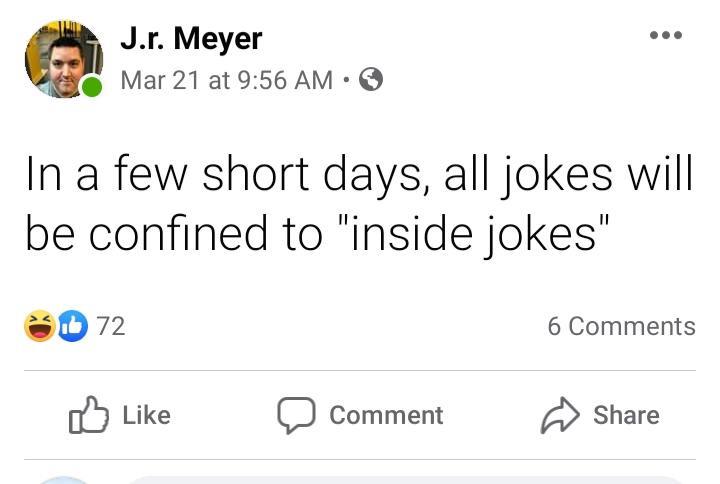 J.r. Meyer
Mar 21 at 9:56 AM •
In a few short days, all jokes will
be confined to "inside jokes"
72
6 Comments
Like
Comment
Share